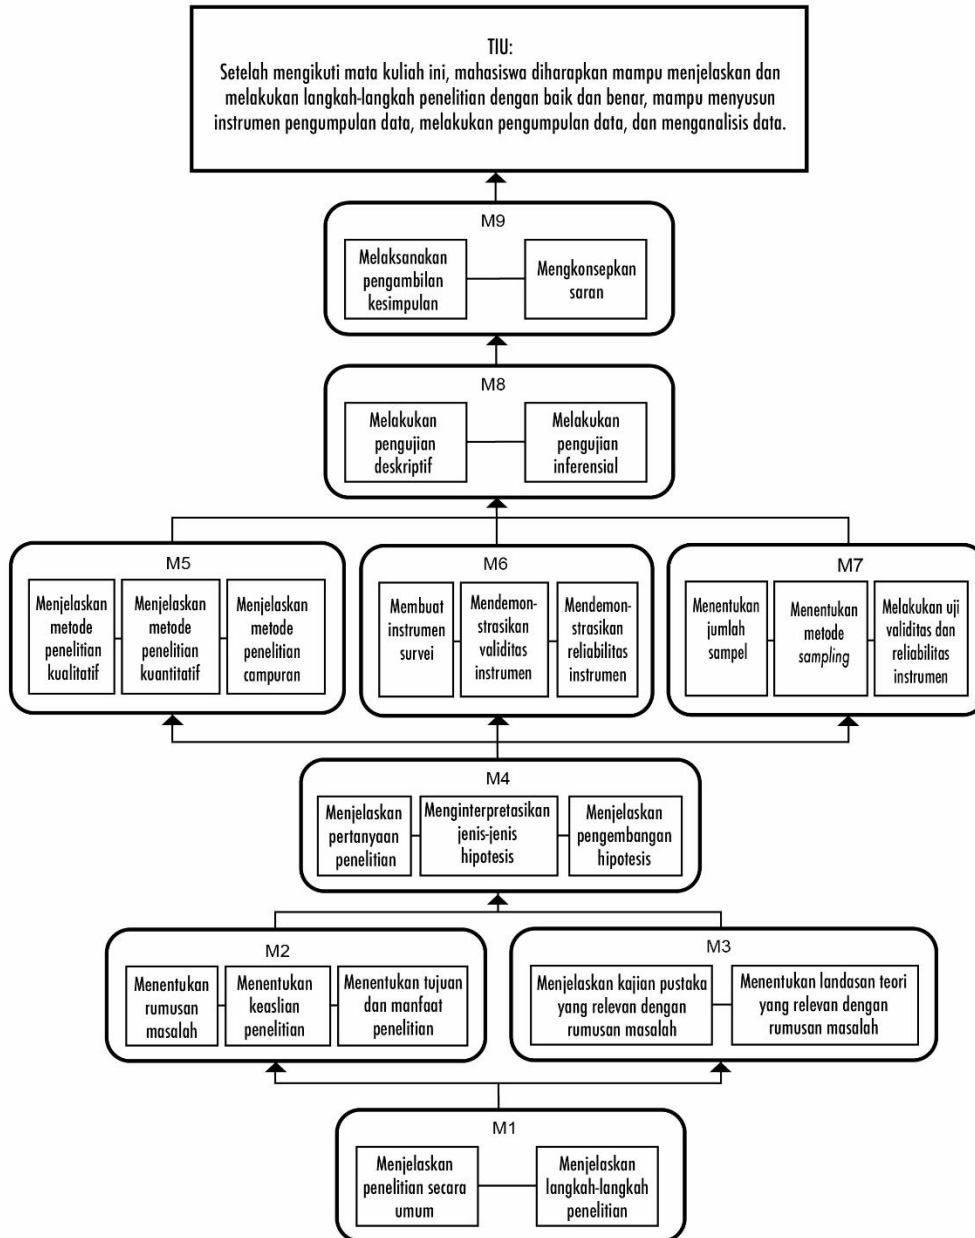 TIU:
Setelah mengikuti mata kuliah ini, mahasiswa diharapkan mampu menjelaskan dan
melakukan langkah-langkah penelitian dengan baik dan benar, mampu menyusun
instrumen pengumpulan data, melakukan pengumpulan data, dan menganalisis data.
M9
Melaksanakan
pengambilan
kesimpulan
Mengkonsepkan
saran
M8
Melakukan
pengujian
deskriptif
Melakukan
pengujian
inferensial
M5
Menjelaskan
metode
penelitian
kualitatif
Menjelaskan
metode
penelitian
kuantitatif
Menjelaskan
metode
penelitian
campuran
M6
Membuat
instrumen
survei
Mendemon-
strasikan
validitas
instrumen
Mendemon-
strasikan
reliabilitas
instrumen
M7
Menentukan
jumlah
sampel
Menentukan
metode
sampling
Melakukan uji
validitas dan
reliabilitas
instrumen
M4
Menjelaskan
pertanyaan
penelitian
Menginterpretasikan
jenis-jenis
hipotesis
Menjelaskan
pengembangan
hipotesis
M2
Menentukan
rumusan
masalah
Menentukan
keaslian
penelitian
Menentukan tujuan
dan manfaat
penelitian
M3
Menjelaskan kajian pustaka
yang relevan dengan
rumusan masalah
Menentukan landasan teori
yang relevan dengan
rumusan masalah
M1
Menjelaskan
penelitian secara
umum
Menjelaskan
langkah-langkah
penelitian